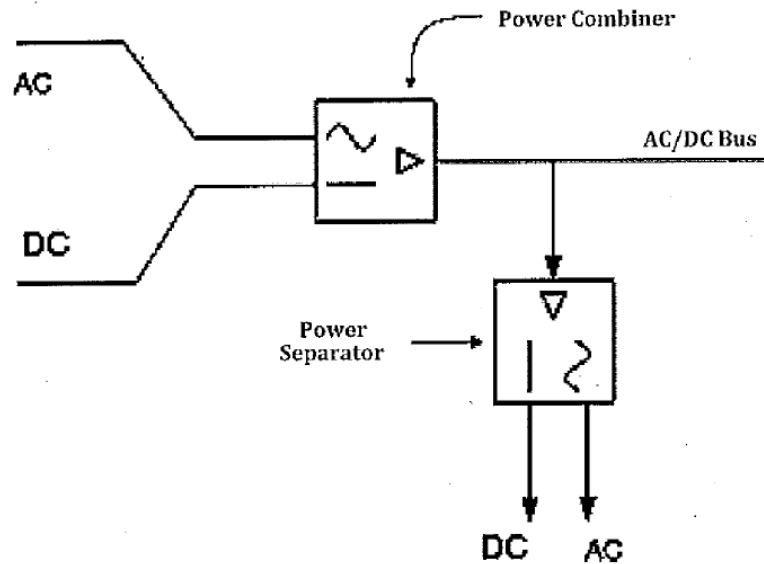 Power Combiner
AC
AC/DC Bus
DC
Power
Separator
DC
AC